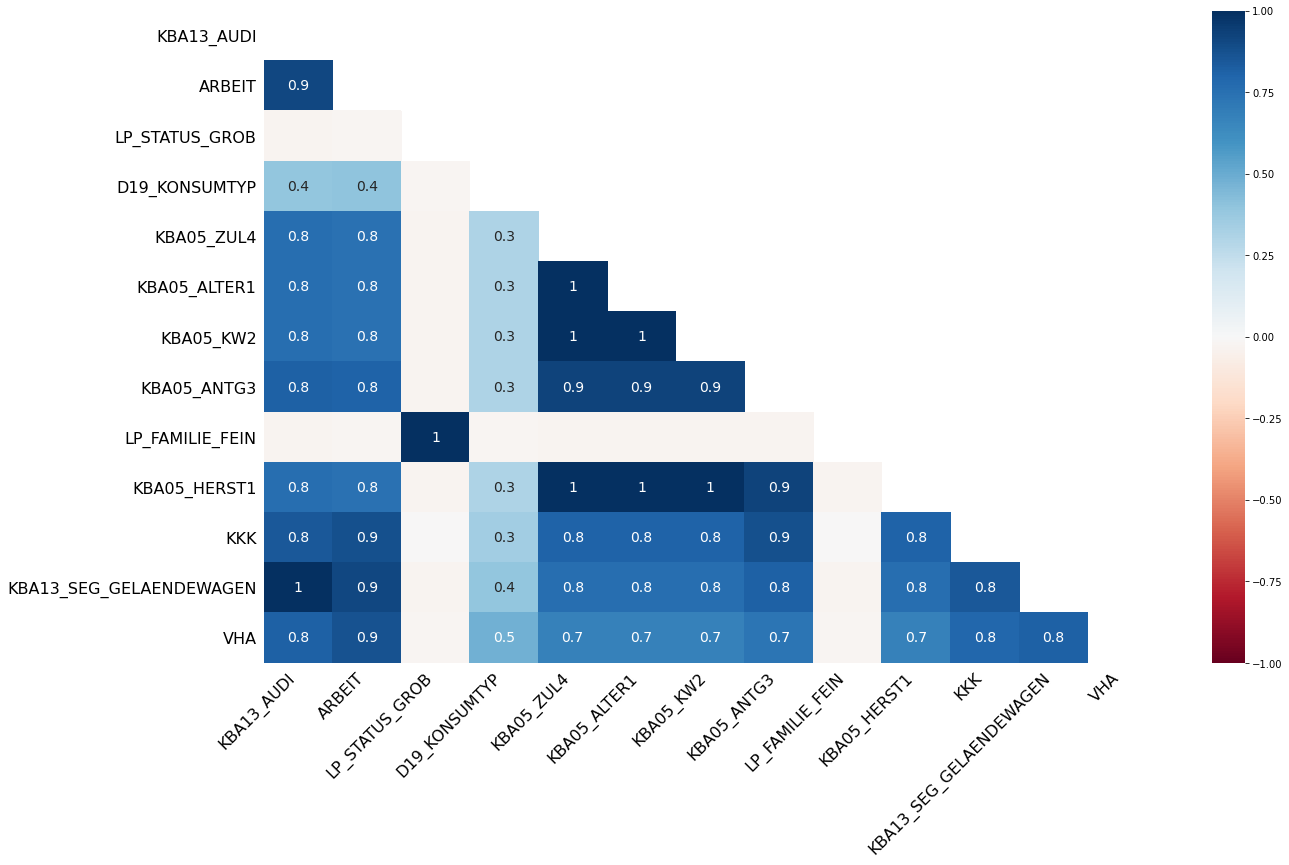 KBA13_AUDI
ARBEIT 0.9
LP_STATUS_GROB
D19_KONSUMTYP 0.4 0.4
KBA05_ZUL4 0.8 0.8 0.3
KBA05_ALTER1 0.8 0.8 0.3 1
KBA05_KW2 0.8 0.8 0.3 1 1
KBA05_ANTG3 0.8 0.8 0.3 0.9 0.9 0.9
LP_FAMILIE_FEIN 1
KBA05_HERST1 0.8 0.8 0.3 1 1 1 0.9
KKK 0.8 0.9 0.3 0.8 0.8 0.8 0.9 0.8
KBA13_SEG_GELAENDEWAGEN 1 0.9 0.4 0.8 0.8 0.8 0.8 0.8 0.8
VHA 0.8 0.9 0.5 0.7 0.7 0.7 0.7 0.7 0.8 0.8
KBA13_AUDI
ARBEIT
LP_STATUS_GROB
D19_KONSUMTYP
KBA05_ZUL4
KBA05_ALTER1
KBA05_KW2
KBA05_ANTG3
LP_FAMILIE_FEIN
KBA05_HERST1
KKK
KBA13_SEG_GELAENDEWAGEN
VHA
1.00
0.75
0.50
0.25
0.00
−0.25
−0.50
−0.75
−1.00